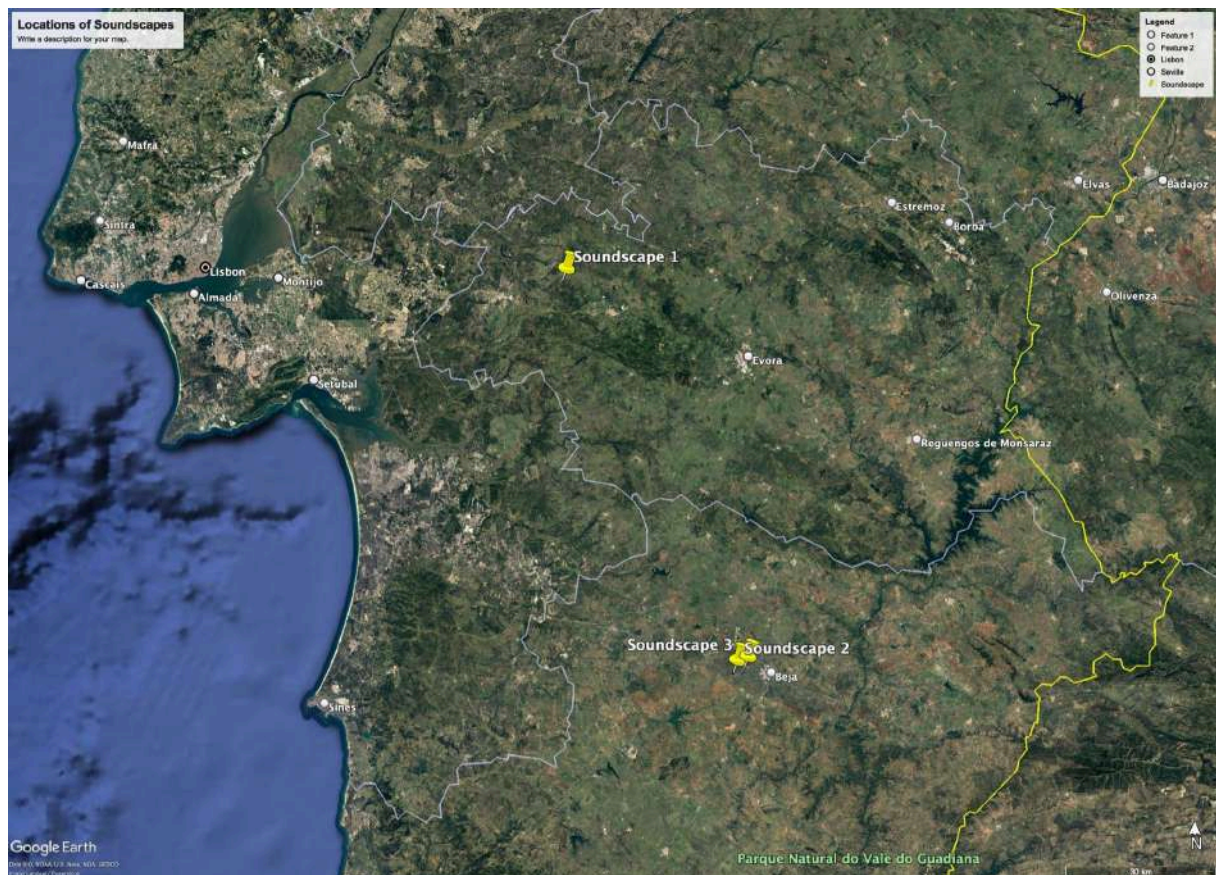 Locations of Soundscapes
Write a description for your map.
Legend
Feature 1
Feature 2
Lisbon
Seville
Soundscape
Mafra
Elvas
Badajoz
Estremoz
Sintra
Borba
Soundscape 1
Lisbon
Cascais
Montijo
Almada
Olivenza
Evora
Setubal
Reguengos de Monsaraz
Soundscape 3
Soundscape 2
Beja
Sines
Google Earth
N
Parque Natural do Vale do Guadiana
30 km